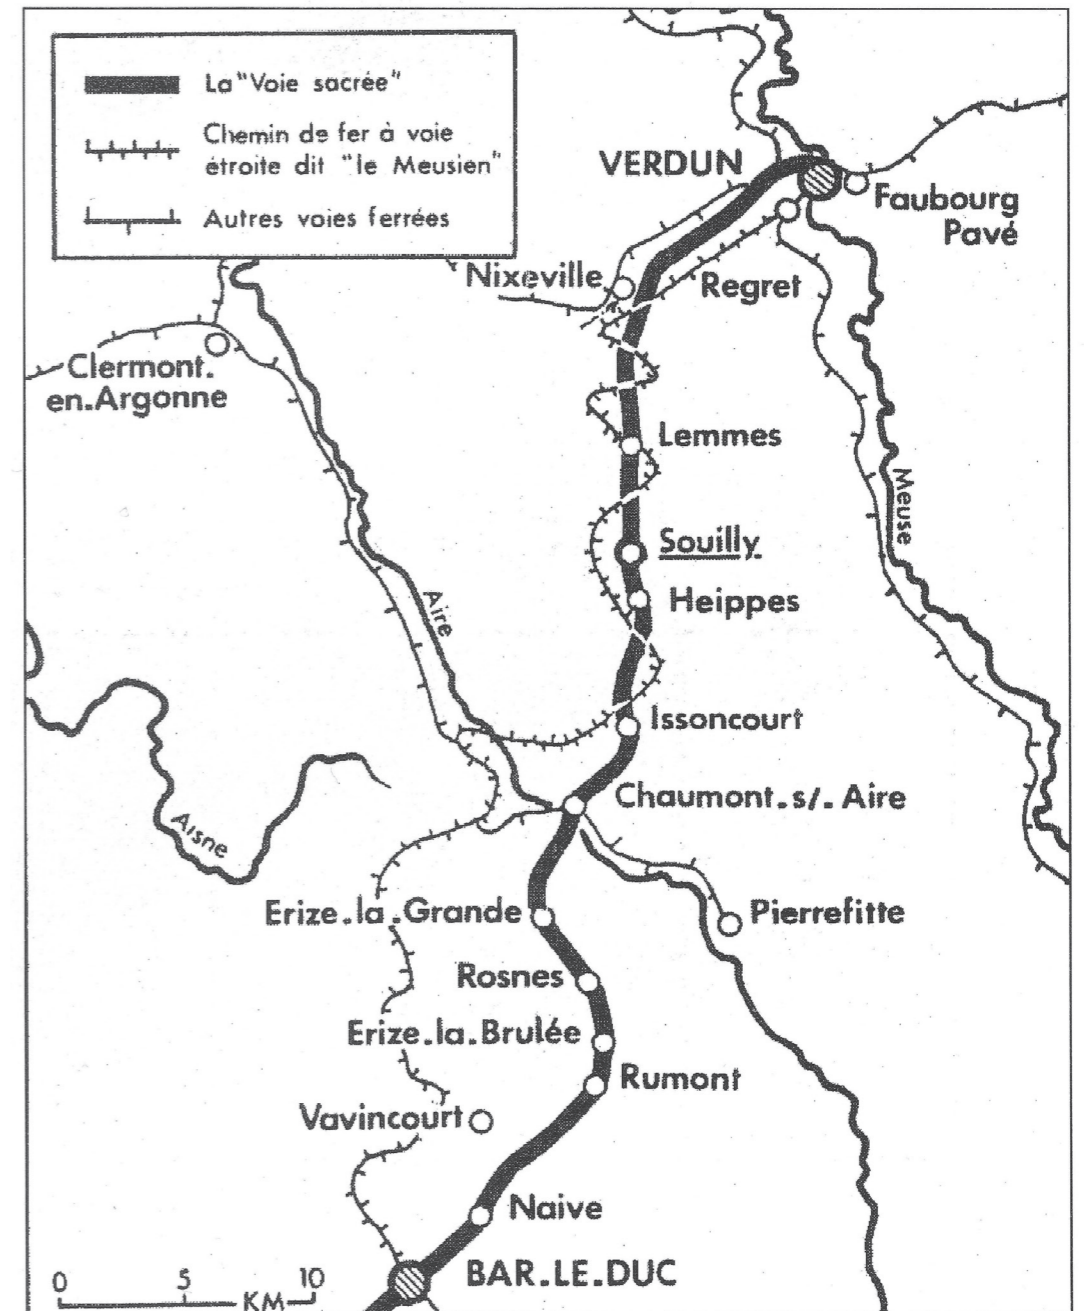 La "Voie sacrée"
Chemin de fer à voie
étroite dit "le Meusien"
Autres voies ferrées
VERDUN
Faubourg
Pavé
Nixeville
Regret
Clermont.
en.Argonne
Lemmes
Meuse
Souilly
Heippes
Aire
Issoncourt
Chaumont.s/.Aire
Aisne
Erize.la.Grande
Pierrefitte
Rosnes
Erize.la.Brulée
Rumont
Vavincourt
Naive
BAR.LE.DUC
0 5 10
KM